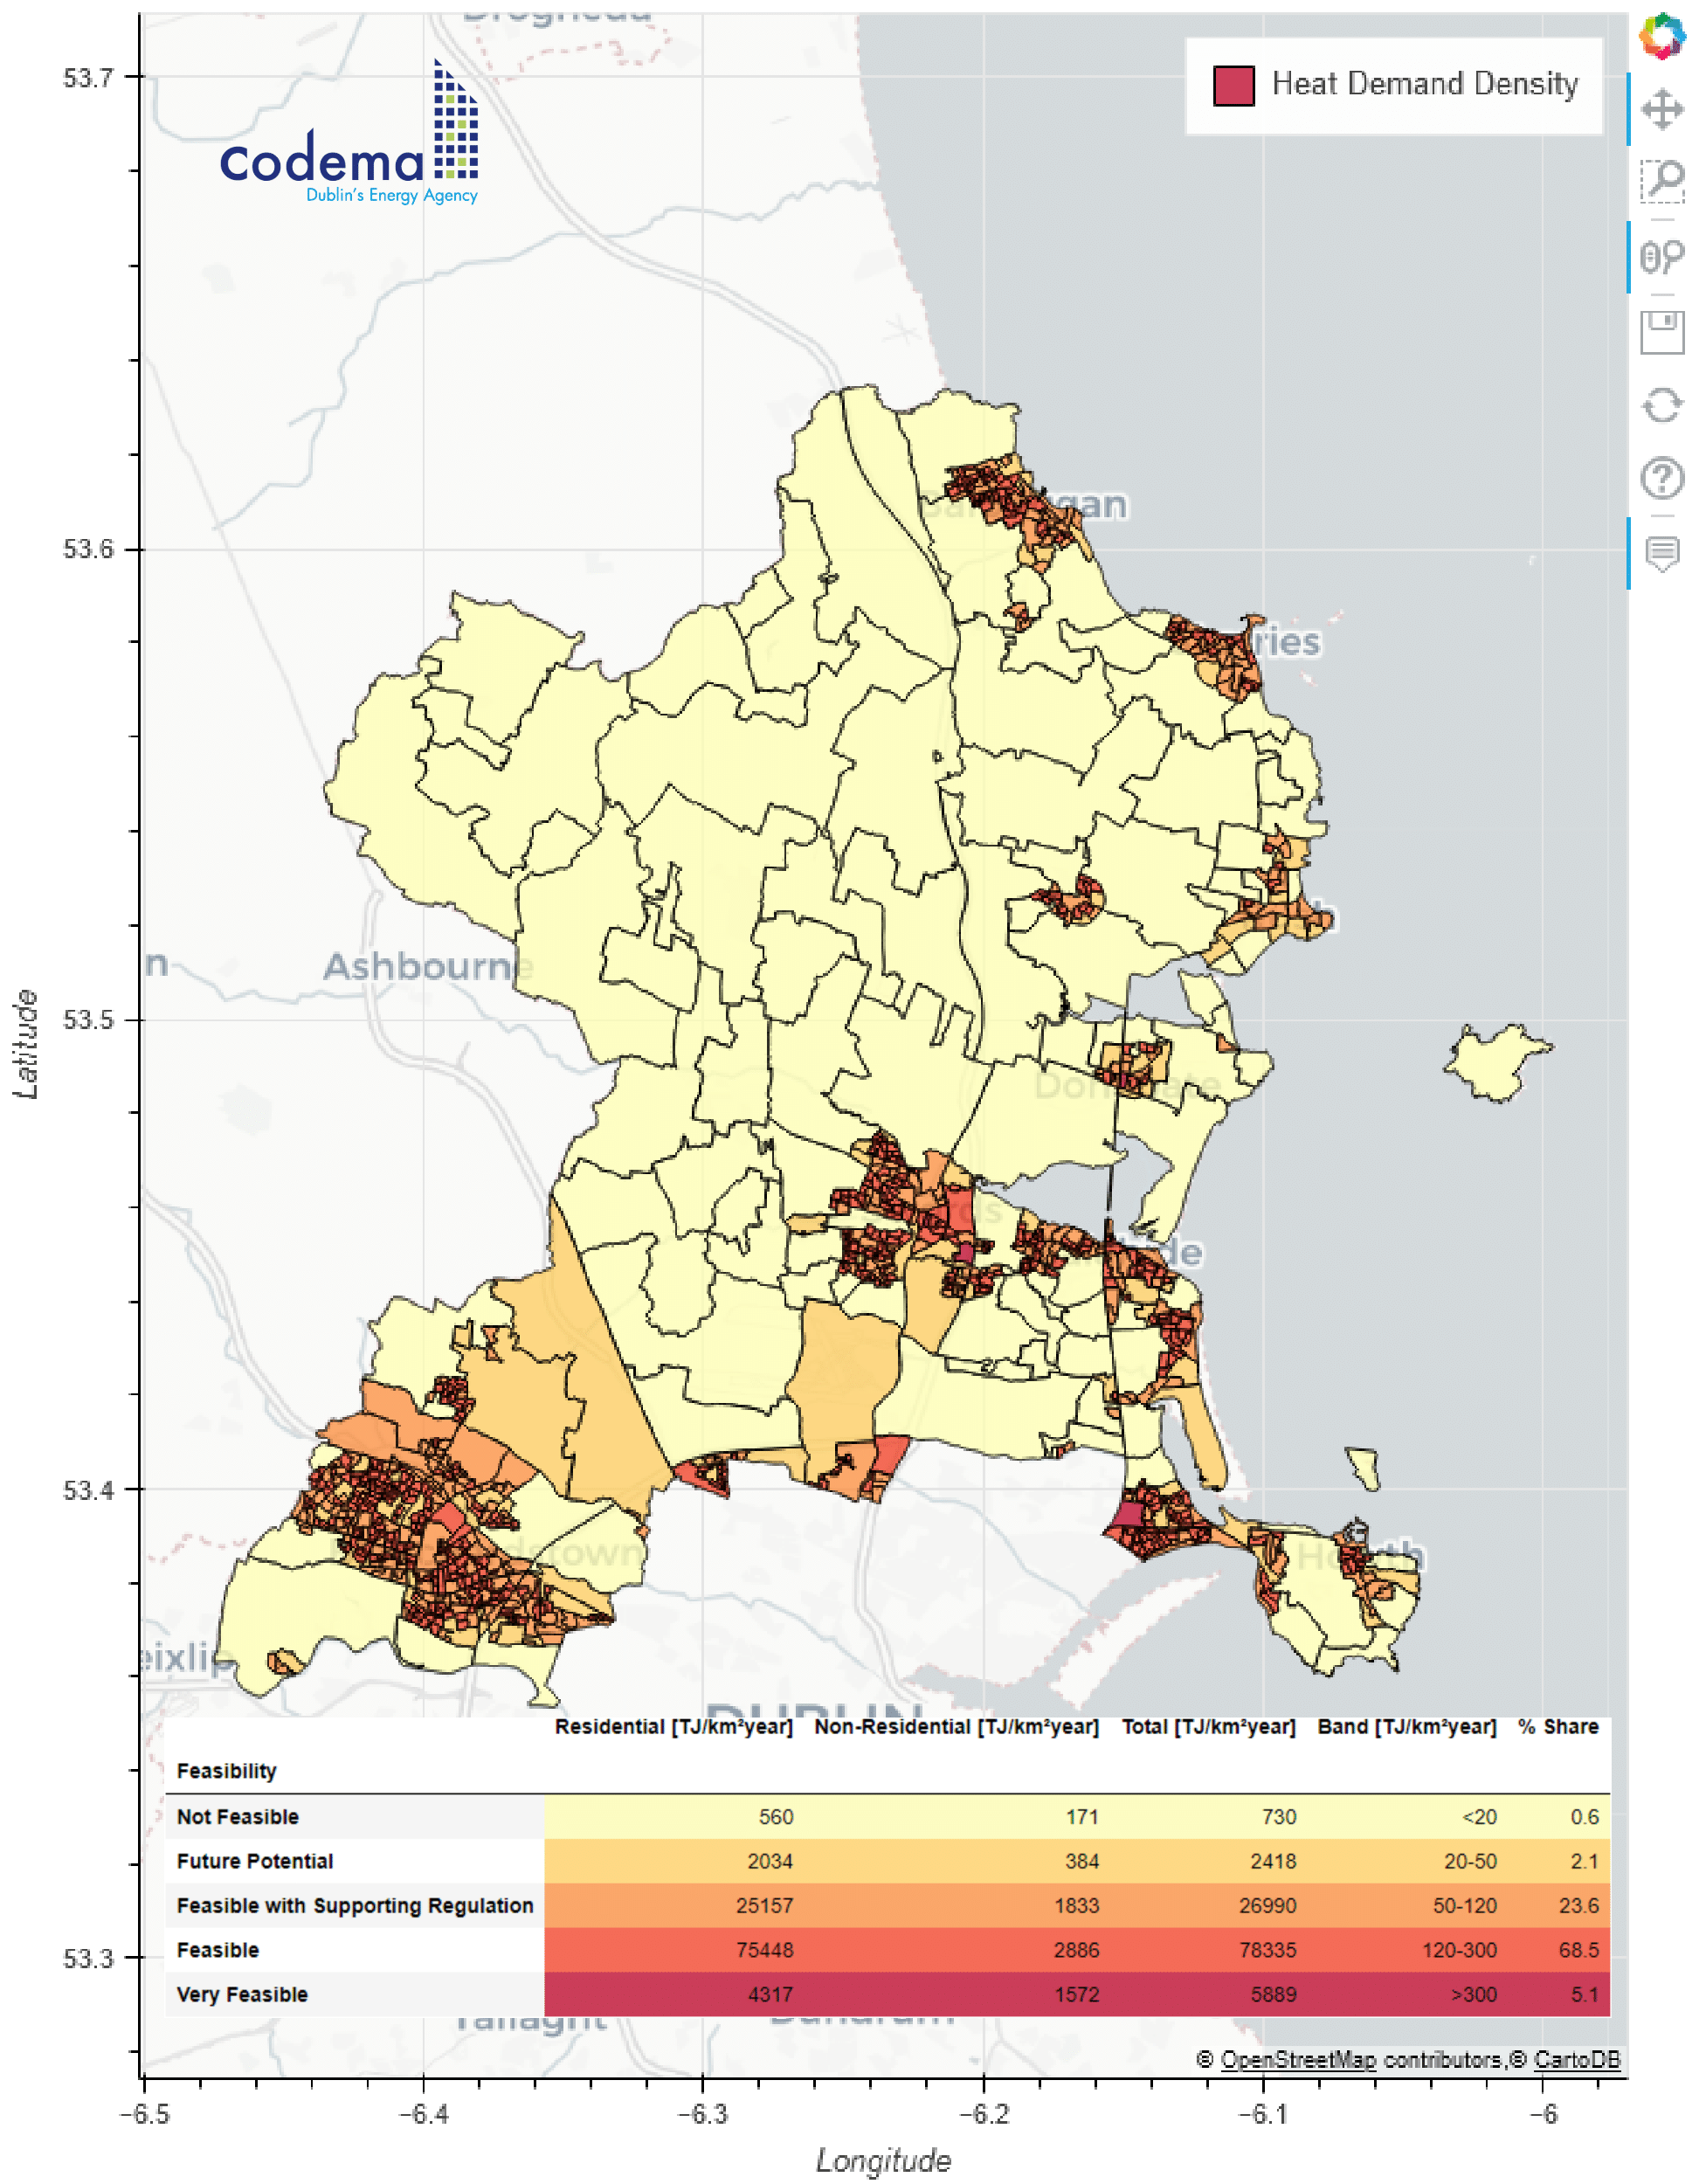 53.7
Heat Demand Density
codema
Dublin's Energy Agency
53.6
gan
ries
Ashbourne
n
53.5
Latitude
53.4
Residential [TJ/km²year] Non-Residential [TJ/km²year] Total [TJ/km²year] Band [TJ/km²year] % Share
Feasibility
Not Feasible 560 171 730 <20 0.6
Future Potential 2034 384 2418 20-50 2.1
Feasible with Supporting Regulation 25157 1833 26990 50-120 23.6
Feasible 75448 2886 78335 120-300 68.5
53.3
Very Feasible 4317 1572 5889 >300 5.1
© OpenStreetMap contributors,© CartoDB
−6.5 −6.4 −6.3 −6.2 −6.1 −6
Longitude